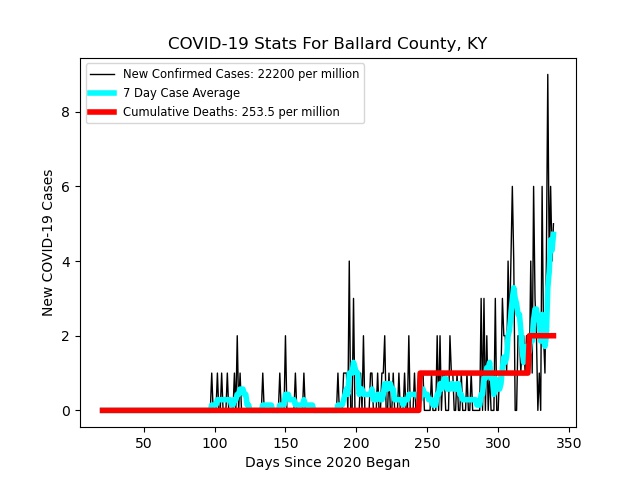 COVID-19 Stats For Ballard County, KY
New Confirmed Cases: 22200 per million
7 Day Case Average
Cumulative Deaths: 253.5 per million
New COVID-19 Cases
8
6
4
2
0
50 100 150 200 250 300 350
Days Since 2020 Began